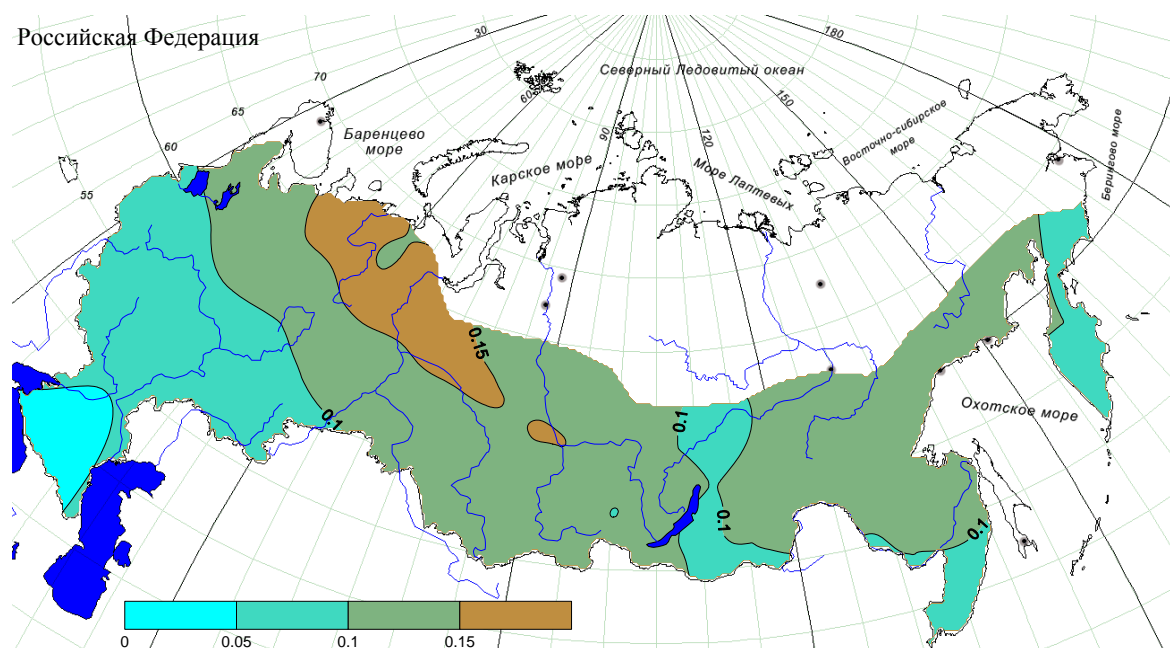 Российская Федерация
30
180
Северный Ледовитый океан
70
60
150
65
Баренцево
море
90
120
Восточно-сибирское
море
Берингово море
60
Карское море
Море Лаптевых
55
0.15
0.1
0.1
Охотское море
0.1
0.1
0
0.05
0.1
0.15